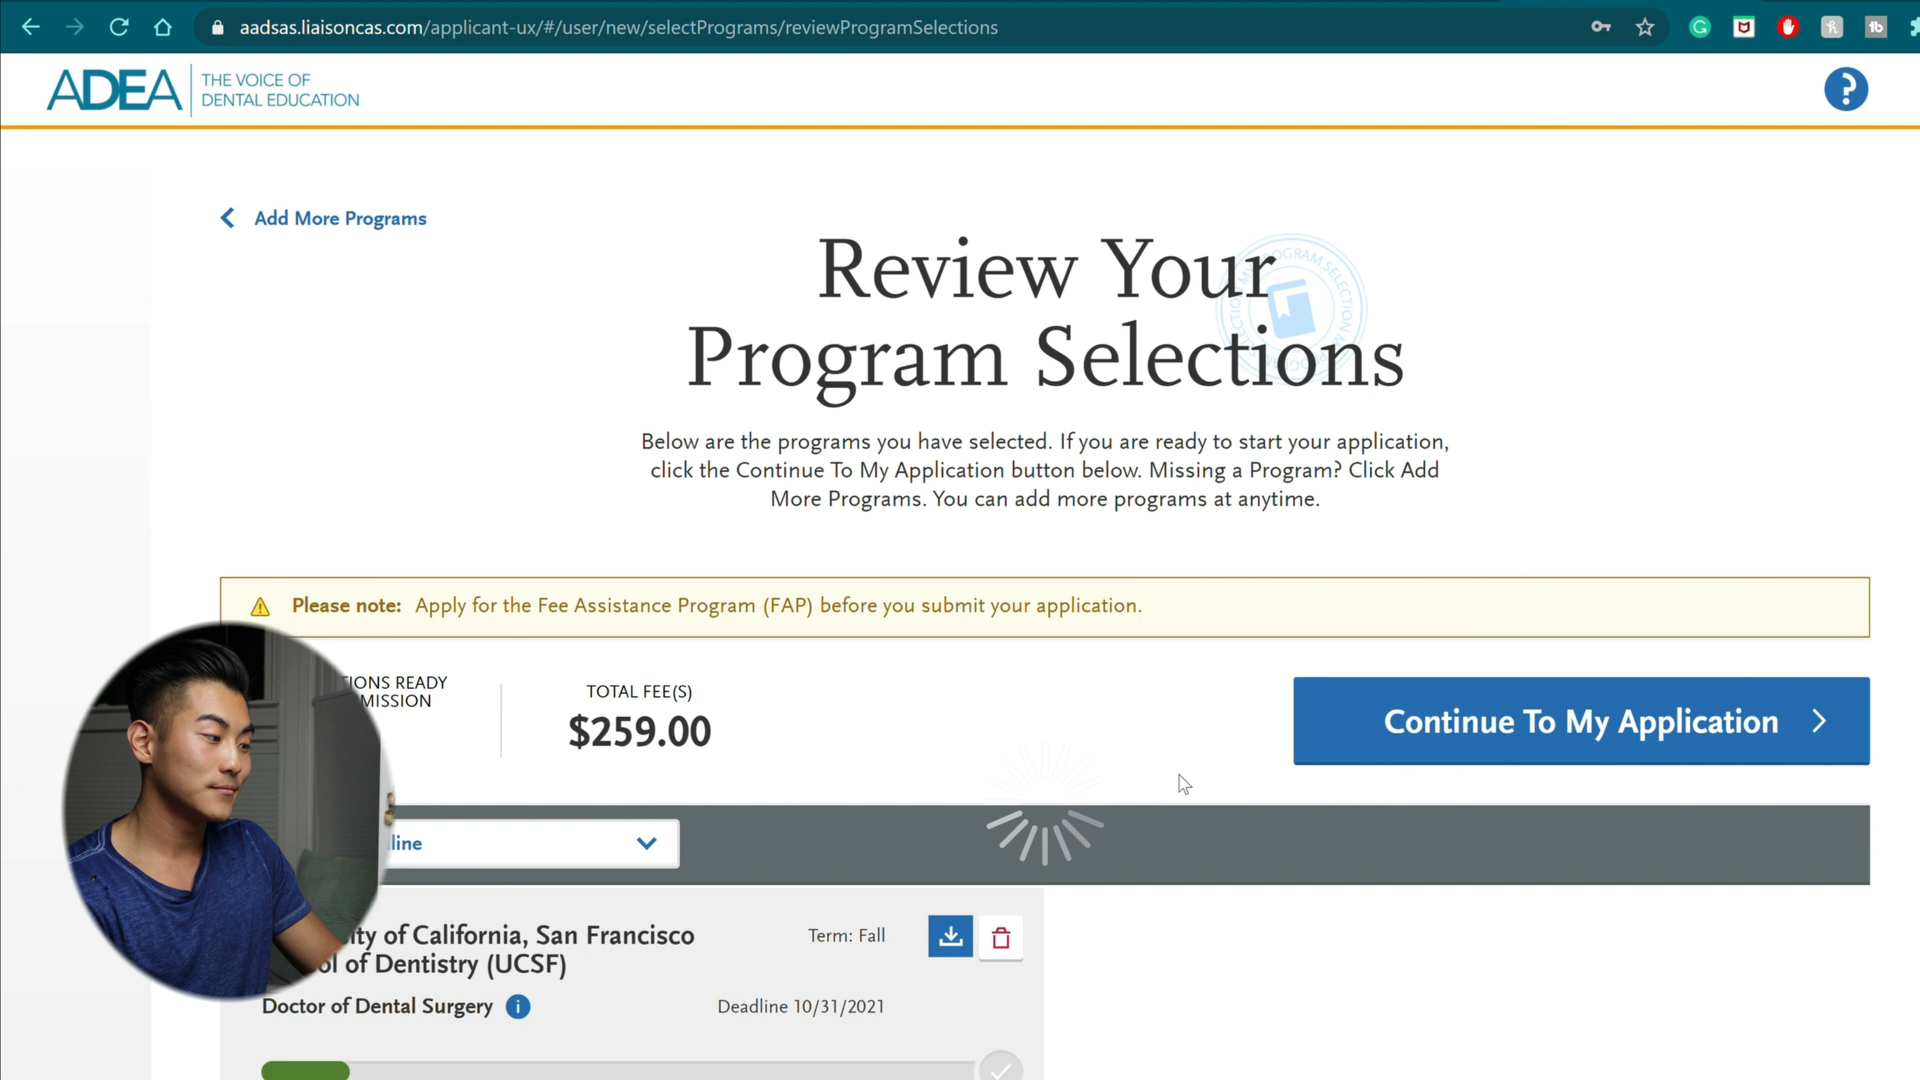 aadsas.liaisoncas.com/applicant-ux/#/user/new/selectPrograms/reviewProgramSelections
ADEA
THE VOICE OF
DENTAL EDUCATION
?
Add More Programs
Review Your
Program Selections
Below are the programs you have selected. If you are ready to start your application,
click the Continue To My Application button below. Missing a Program? Click Add
More Programs. You can add more programs at anytime.
Please note: Apply for the Fee Assistance Program (FAP) before you submit your application.
IONS READY
MISSION
TOTAL FEE(S)
$259.00
Continue To My Application
line
ity of California, San Francisco
ol of Dentistry (UCSF)
Term: Fall
Doctor of Dental Surgery i
Deadline 10/31/2021